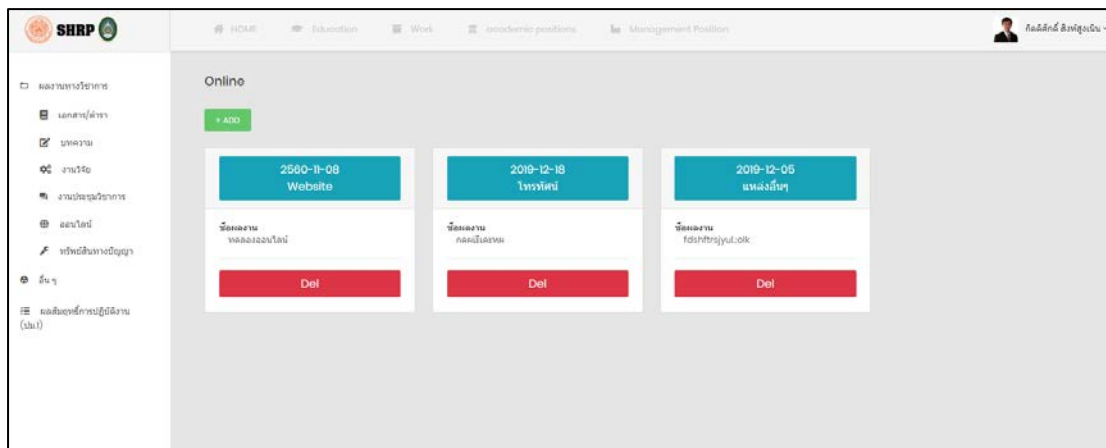 SHRP
HOME Education Work academic positions Management Position
กิตติศักดิ์ สิงห์สูงเนิน
ผลงานทางวิชาการ
เอกสาร/ตำรา
บทความ
งานวิจัย
งานประชุมวิชาการ
ออนไลน์
ทรัพย์สินทางปัญญา
อื่น ๆ
ผลสัมฤทธิ์การปฏิบัติงาน
(ปม.1)
Online
+ ADD
2560-11-08
Website
ชื่อผลงาน
ทดลองออนไลน์
Del
2019-12-18
โทรทัศน์
ชื่อผลงาน
Del
2019-12-05
แหล่งอื่นๆ
ชื่อผลงาน
Del